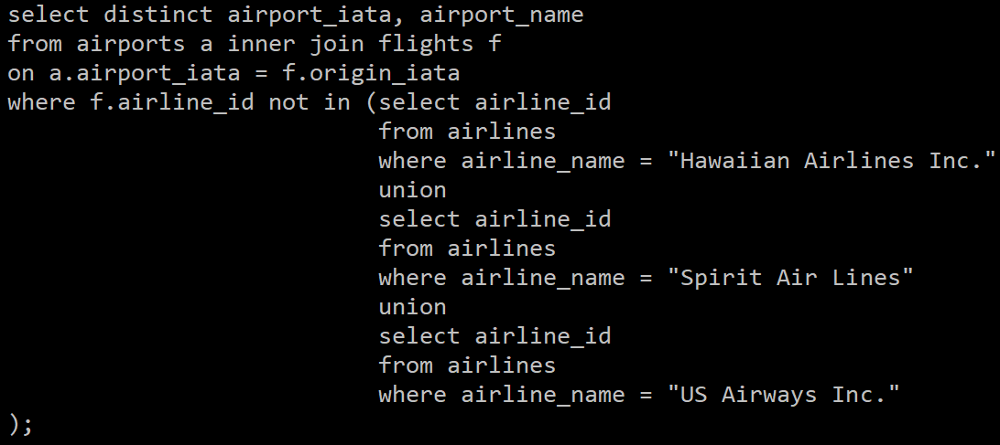 select distinct airport_iata, airport_name
from airports a inner join flights f
on a.airport_iata = f.origin_iata
where f.airline_id not in (select airline_id
from airlines
where airline_name = "Hawaiian Airlines Inc."
union
select airline_id
from airlines
where airline_name = "Spirit Air Lines"
union
select airline_id
from airlines
where airline_name = "US Airways Inc."
);